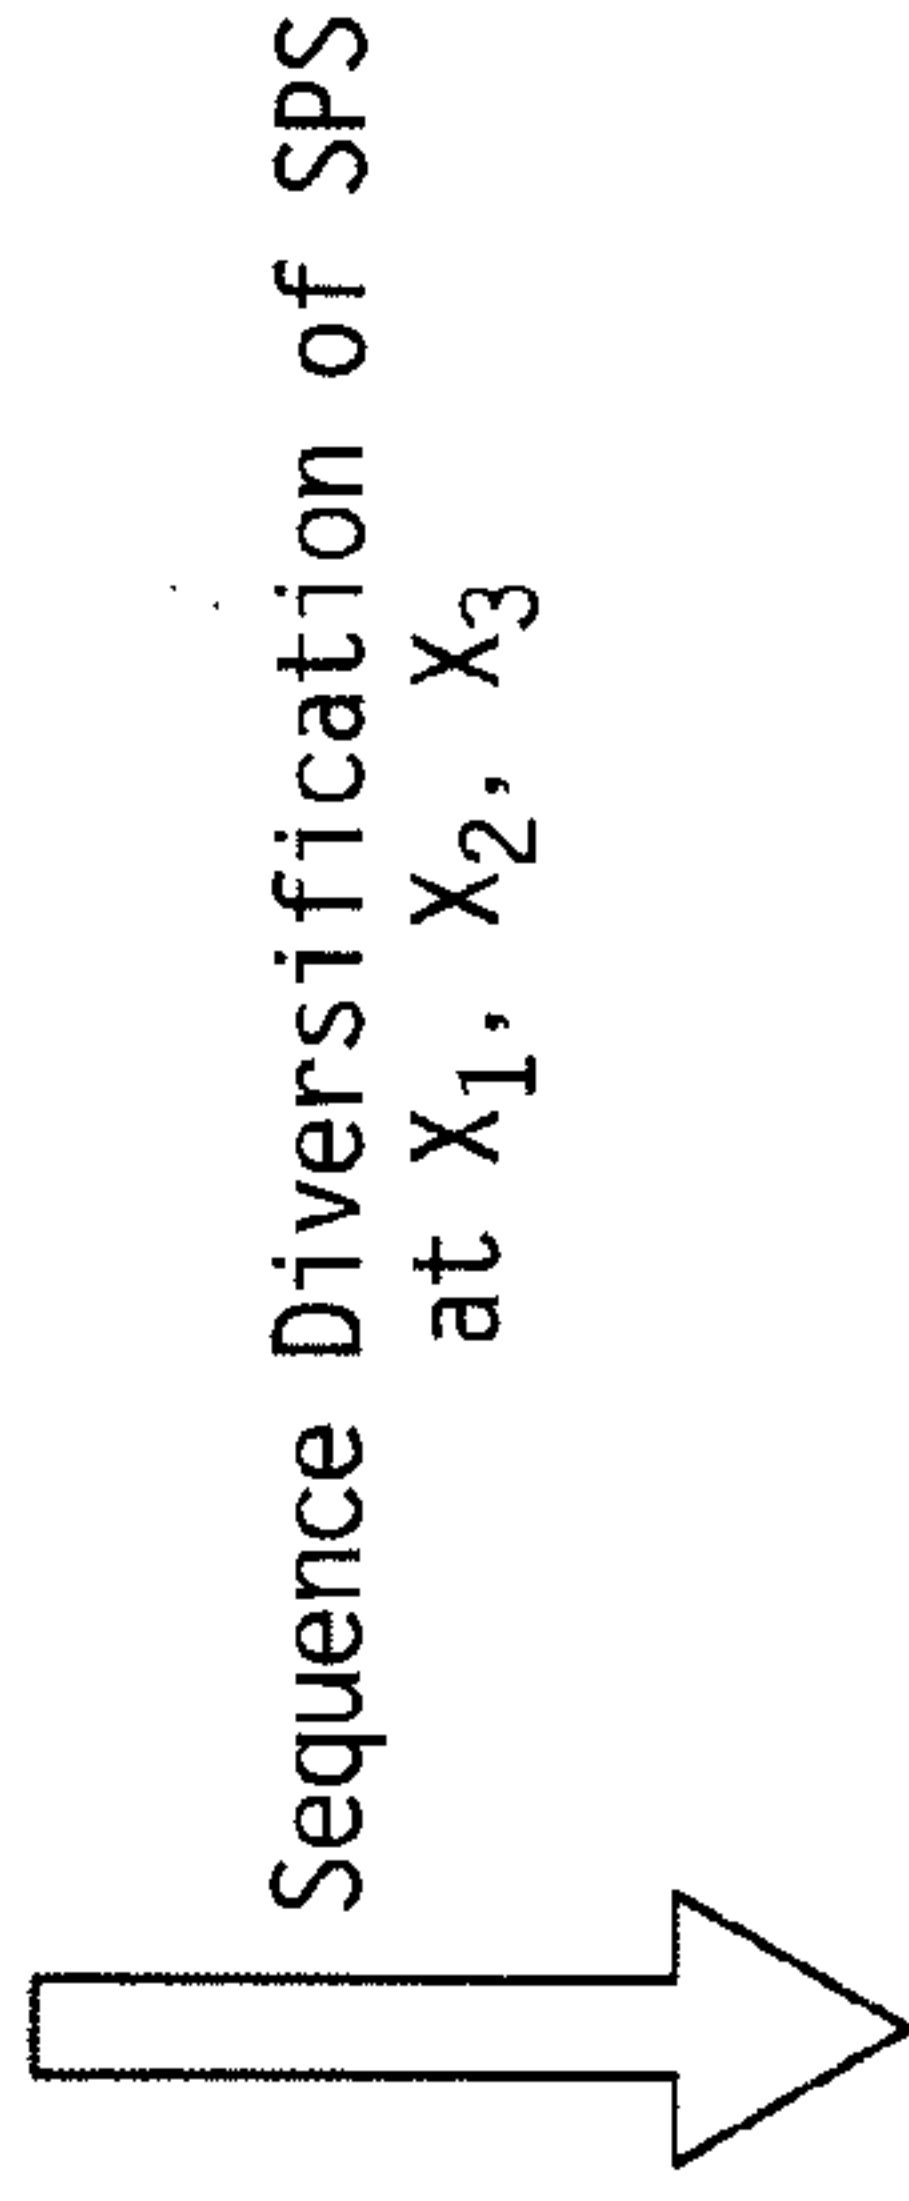 Sequence Diversification of SPS
at X₁, X₂, X₃